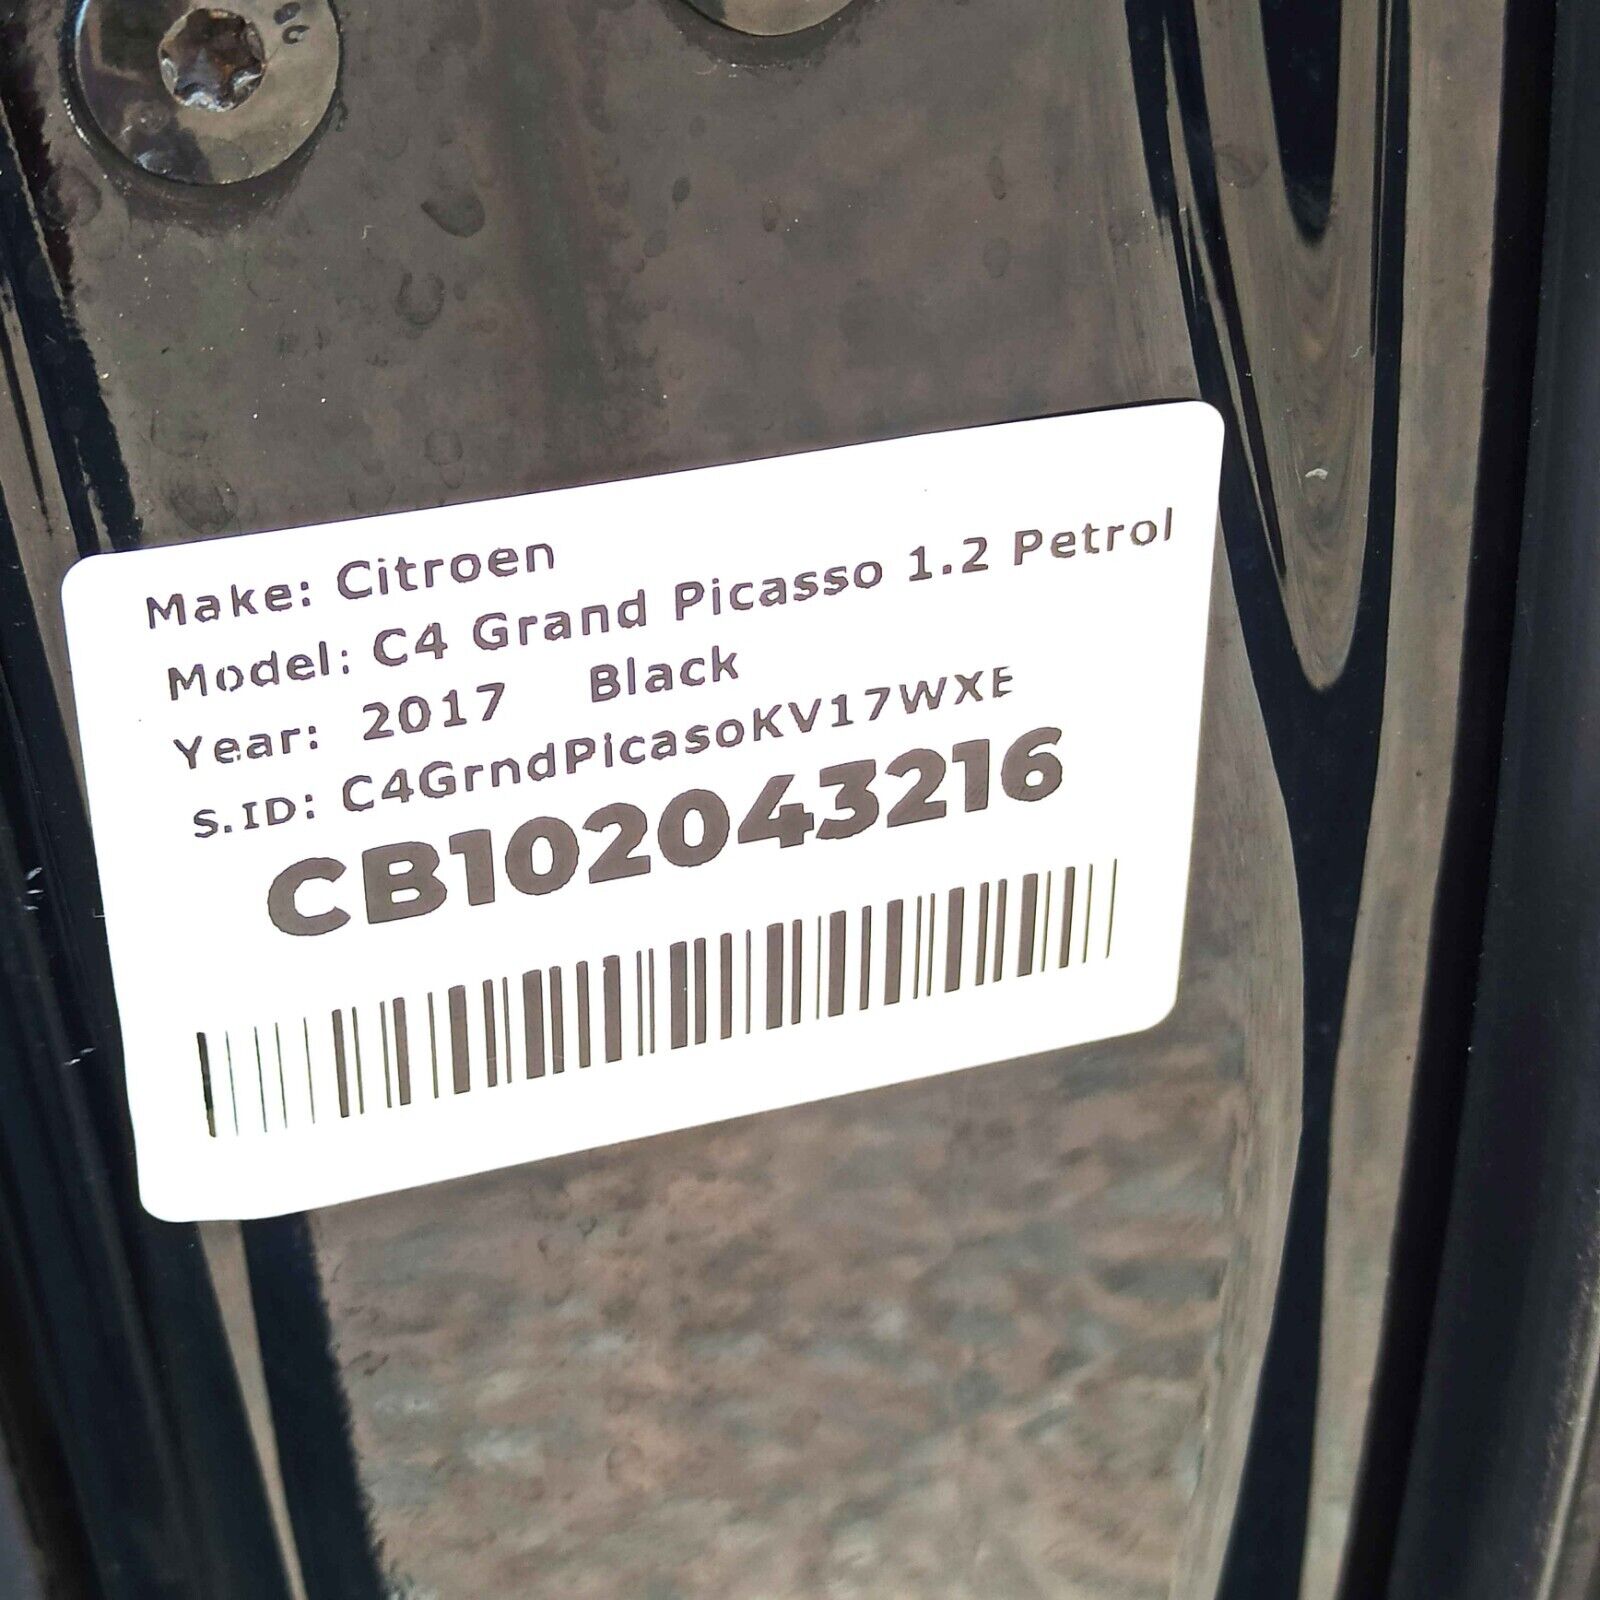 Make: Citroen
Model: C4 Grand Picasso 1.2 Petrol
Year: 2017 Black
S.ID: C4GrndPicasoKV17WXE
CB102043216